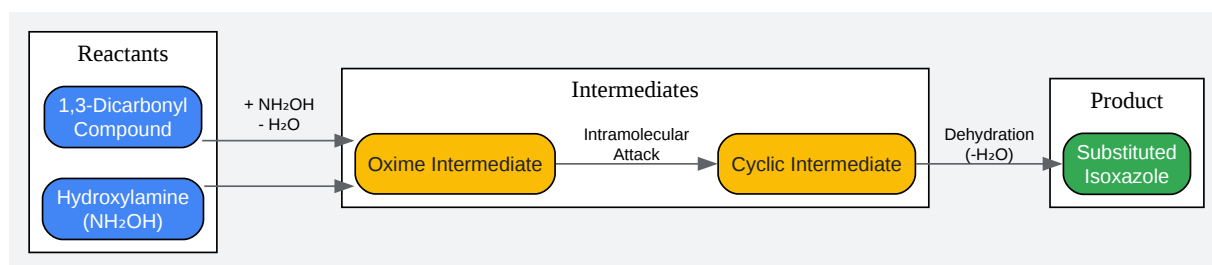 Reactants
1,3-Dicarbonyl
Compound
Hydroxylamine
(NH₂OH)
+ NH₂OH
- H₂O
Intermediates
Oxime Intermediate
Intramolecular
Attack
Cyclic Intermediate
Dehydration
(-H₂O)
Product
Substituted
Isoxazole